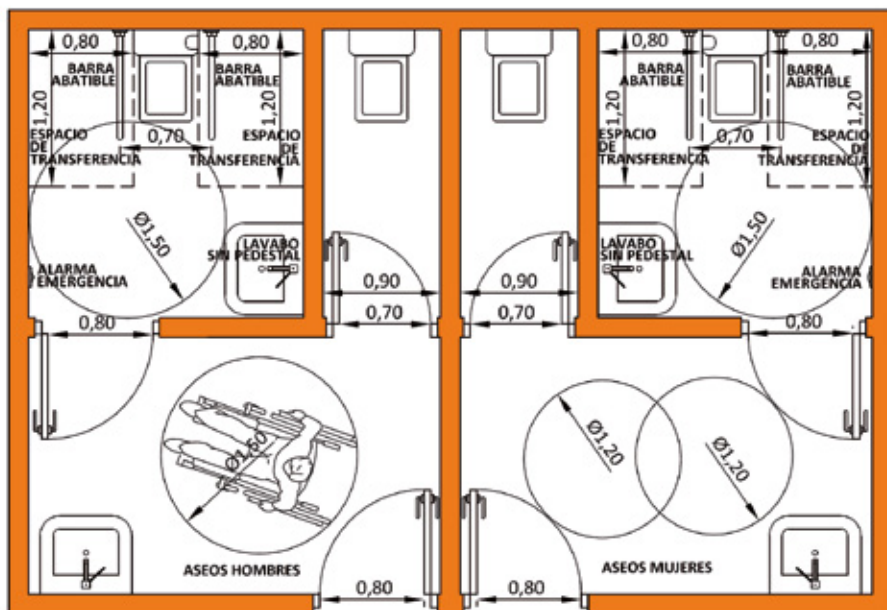 0,80
0,80
0,80
0,80
BARRA
ABATIBLE
BARRA
ABATIBLE
BARRA
ABATIBLE
BARRA
ABATIBLE
1,20
1,20
1,20
1,20
ESPACIO
DE
TRANSFERENCIA
0,70
ESPACIO
DE
TRANSFERENCIA
ESPACIO
DE
TRANSFERENCIA
0,70
ESPACIO
DE
TRANSFERENCIA
Ø1,50
LAVABO
SIN PEDESTAL
LAVABO
SIN PEDESTAL
Ø1,50
ALARMA
EMERGENCIA
0,90
0,90
ALARMA
EMERGENCIA
0,80
0,70
0,70
0,80
Ø1,50
Ø1,20
Ø1,20
ASEOS HOMBRES
ASEOS MUJERES
0,80
0,80